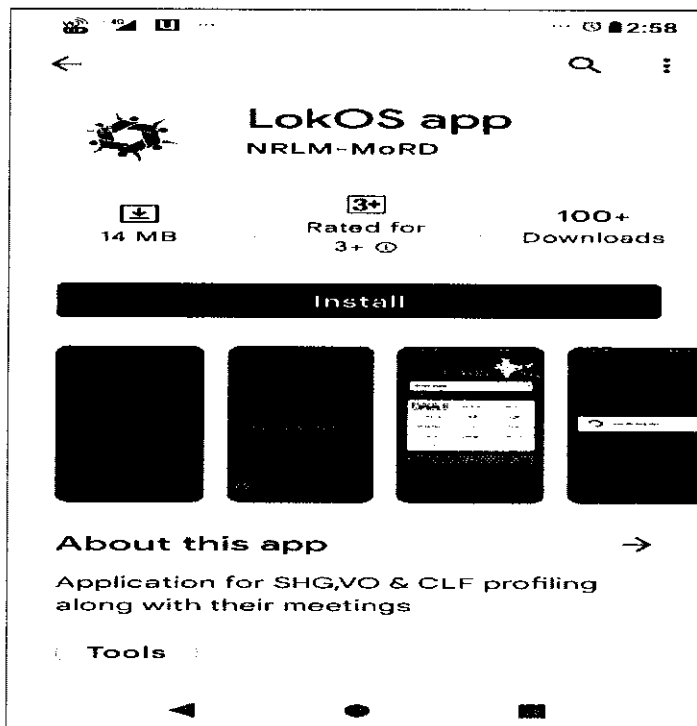 4G U ... ... 2:58
LokOS app
NRLM-MoRD
14 MB
3+
Rated for
3+
100+
Downloads
Install
About this app
Application for SHG,VO & CLF profiling
along with their meetings
Tools